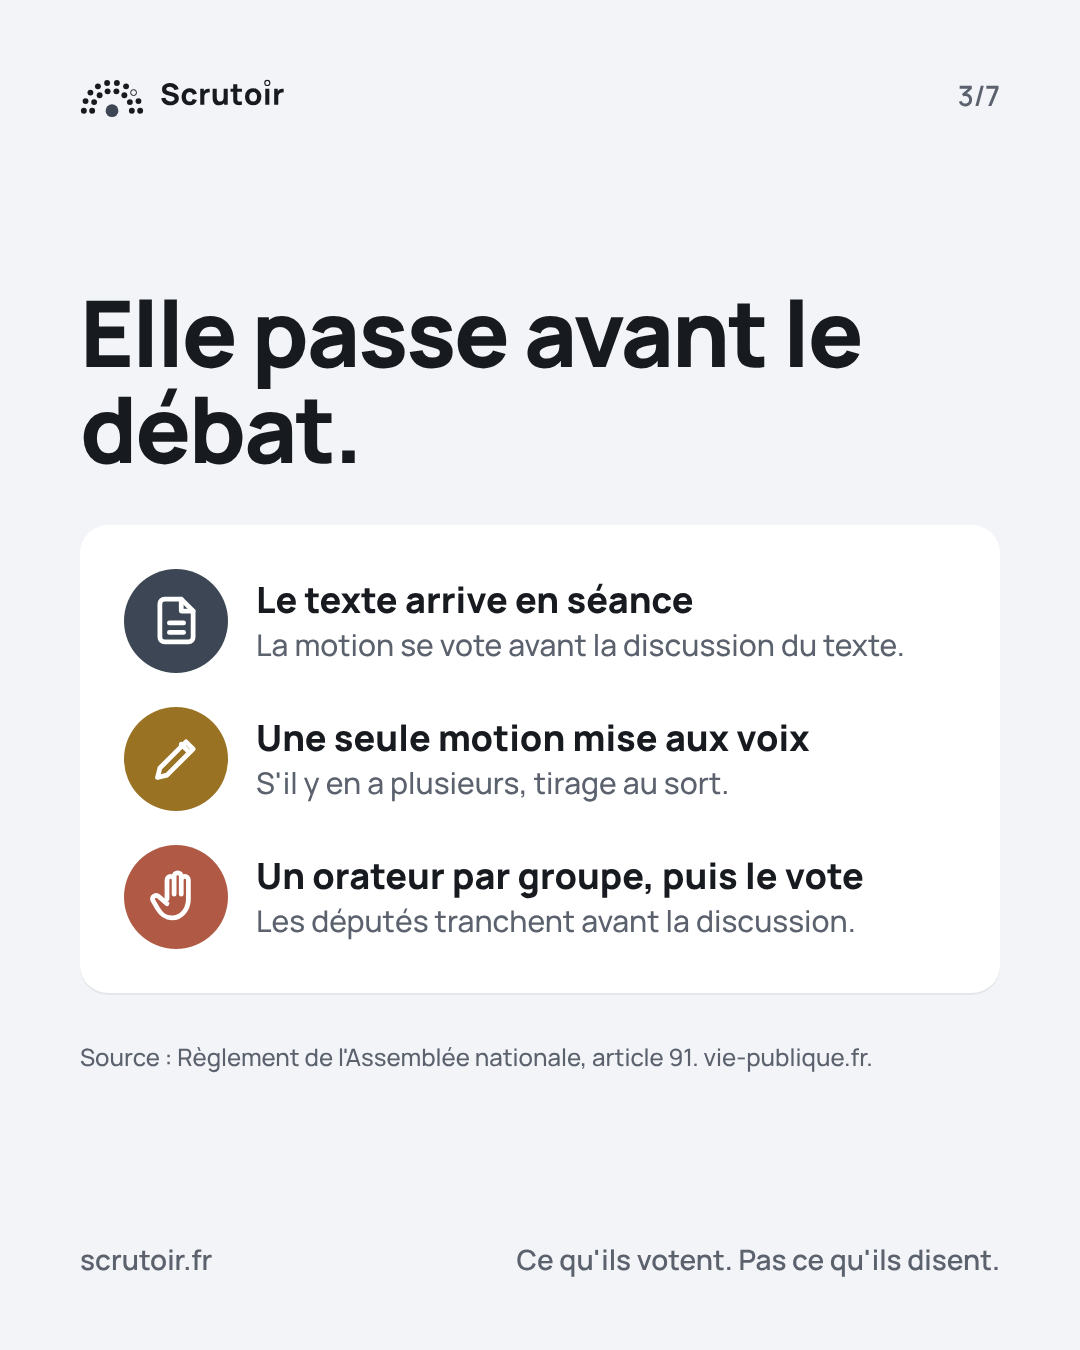 Scrutoir
3/7
Elle passe avant le
débat.
Le texte arrive en séance
La motion se vote avant la discussion du texte.
Une seule motion mise aux voix
S'il y en a plusieurs, tirage au sort.
Un orateur par groupe, puis le vote
Les députés tranchent avant la discussion.
Source : Règlement de l'Assemblée nationale, article 91. vie-publique.fr.
scrutoir.fr
Ce qu'ils votent. Pas ce qu'ils disent.